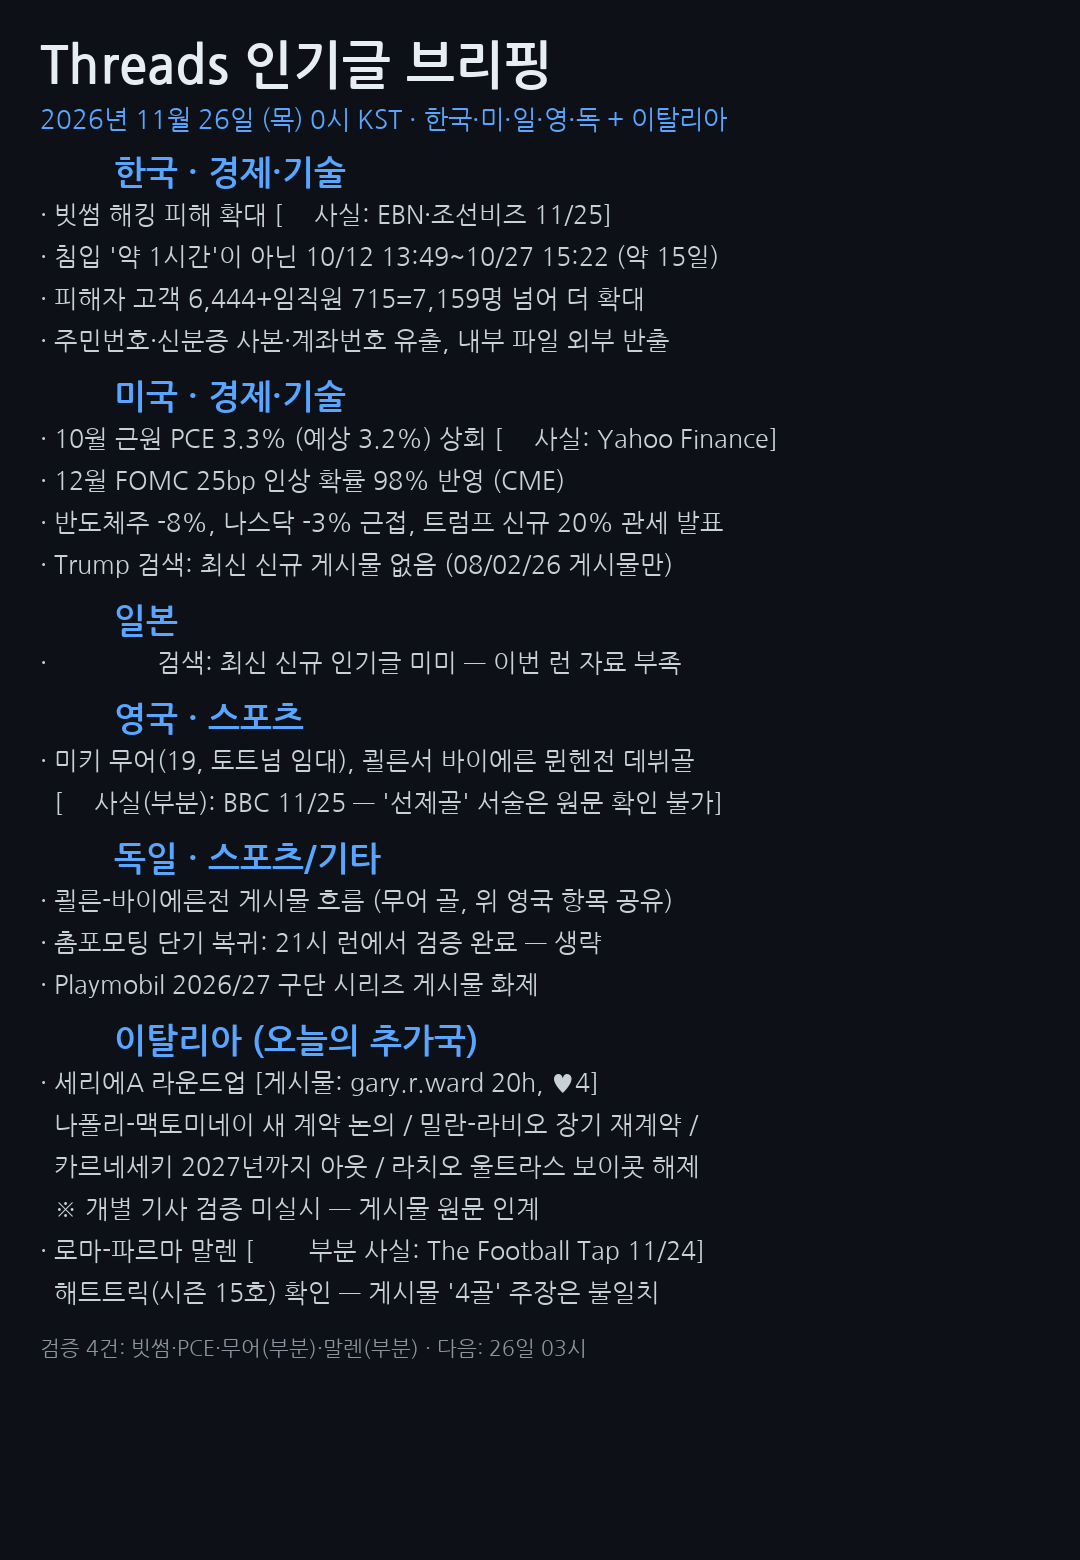 Threads 인기글 브리핑
2026년 11월 26일 (목) 0시 KST · 한국·미·일·영·독 + 이탈리아
한국 · 경제·기술
· 빗썸 해킹 피해 확대 [ 사실: EBN·조선비즈 11/25]
· 침입 '약 1시간'이 아닌 10/12 13:49~10/27 15:22 (약 15일)
· 피해자 고객 6,444+임직원 715=7,159명 넘어 더 확대
· 주민번호·신분증 사본·계좌번호 유출, 내부 파일 외부 반출
미국 · 경제·기술
· 10월 근원 PCE 3.3% (예상 3.2%) 상회 [ 사실: Yahoo Finance]
· 12월 FOMC 25bp 인상 확률 98% 반영 (CME)
· 반도체주 -8%, 나스닥 -3% 근접, 트럼프 신규 20% 관세 발표
· Trump 검색: 최신 신규 게시물 없음 (08/02/26 게시물만)
일본
· 검색: 최신 신규 인기글 미미 — 이번 런 자료 부족
영국 · 스포츠
· 미키 무어(19, 토트넘 임대), 쾰른서 바이에른 뮌헨전 데뷔골
[ 사실(부분): BBC 11/25 — '선제골' 서술은 원문 확인 불가]
독일 · 스포츠/기타
· 쾰른-바이에른전 게시물 흐름 (무어 골, 위 영국 항목 공유)
· 춤포모팅 단기 복귀: 21시 런에서 검증 완료 — 생략
· Playmobil 2026/27 구단 시리즈 게시물 화제
이탈리아 (오늘의 추가국)
· 세리에A 라운드업 [게시물: gary.r.ward 20h, ♥4]
나폴리-맥토미네이 새 계약 논의 / 밀란-라비오 장기 재계약 /
카르네세키 2027년까지 아웃 / 라치오 울트라스 보이콧 해제
※ 개별 기사 검증 미실시 — 게시물 원문 인계
· 로마-파르마 말렌 [ 부분 사실: The Football Tap 11/24]
해트트릭(시즌 15호) 확인 — 게시물 '4골' 주장은 불일치
검증 4건: 빗썸·PCE·무어(부분)·말렌(부분) · 다음: 26일 03시